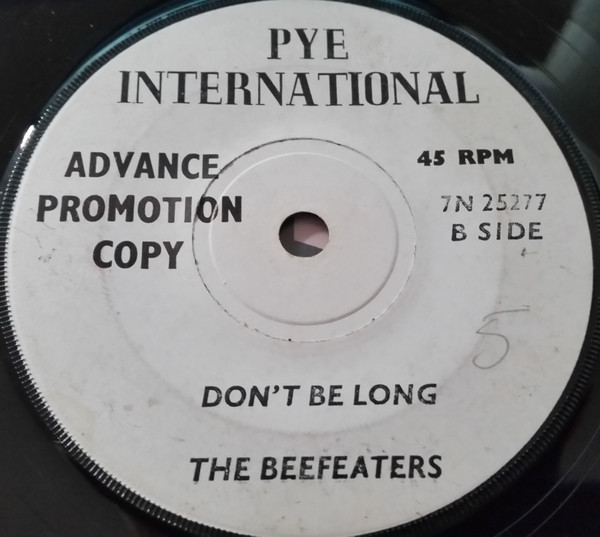 PYE
INTERNATIONAL
ADVANCE
PROMOTION
COPY
45 RPM
7N 25277
B SIDE
5
DON'T BE LONG
THE BEEFEATERS